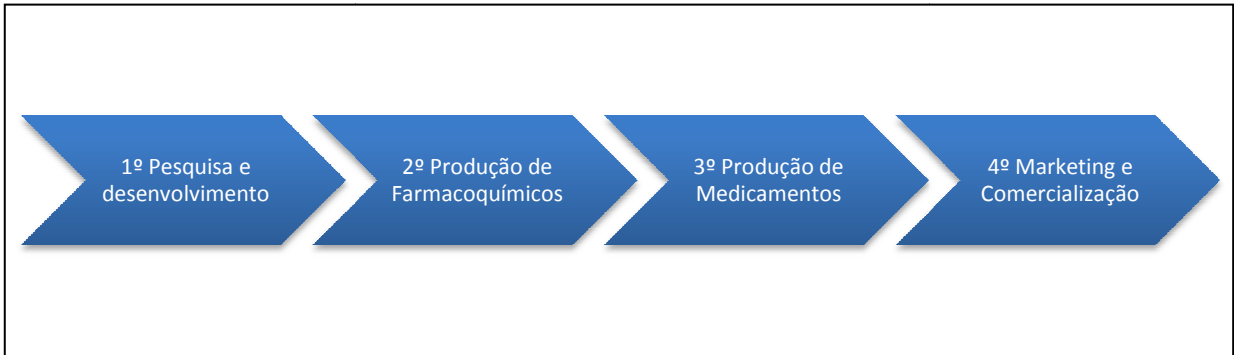 1º Pesquisa e
desenvolvimento
2º Produção de
Farmacoquímicos
3º Produção de
Medicamentos
4º Marketing e
Comercialização